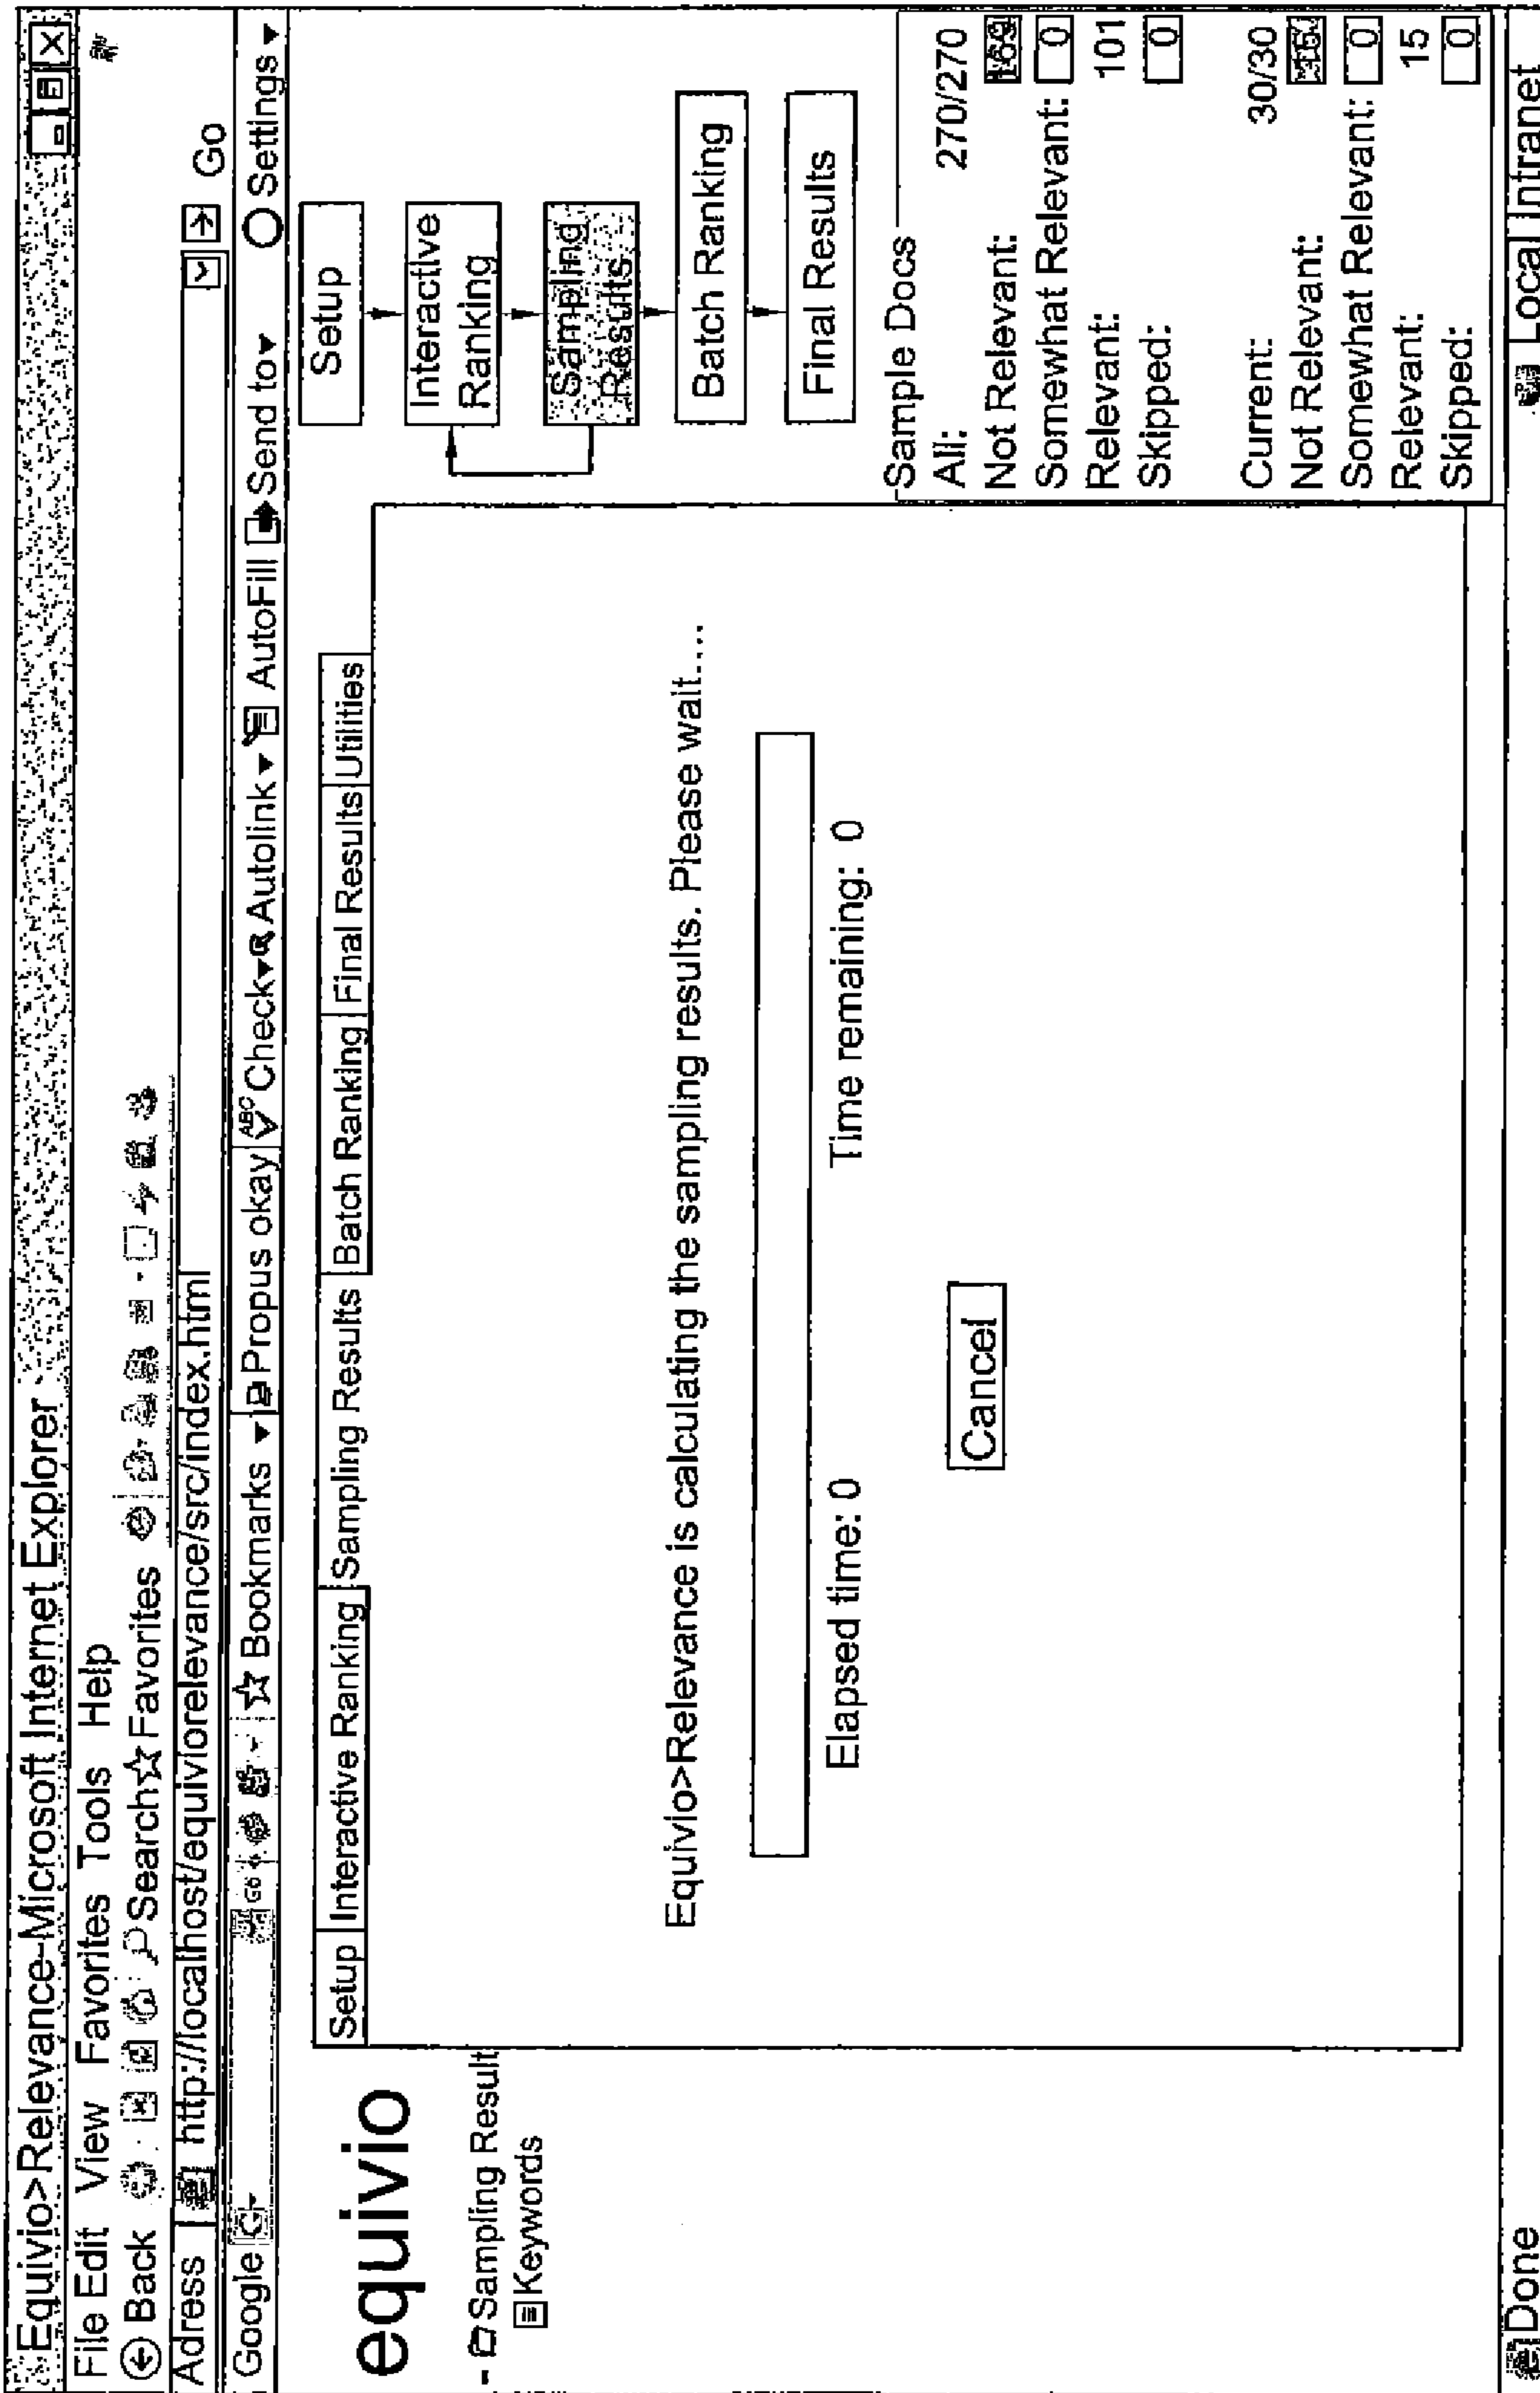 Equivio>Relevance-Microsoft Internet Explorer
File Edit View Favorites Tools Help
Back Search Favorites
Adress http://localhost/equiviorelevance/src/index.html Go
Google G Go Bookmarks Propus okay ABC Check Autolink AutoFill Send to Settings
equivio
- Sampling Result
Keywords
Setup Interactive Ranking Sampling Results Batch Ranking Final Results Utilities
Equivio>Relevance is calculating the sampling results. Please wait....
Elapsed time: 0 Time remaining: 0
Cancel
Setup
Interactive
Ranking
Sampling
Results
Batch Ranking
Final Results
Sample Docs
All: 270/270
Not Relevant: 169
Somewhat Relevant: 0
Relevant: 101
Skipped: 0
Current: 30/30
Not Relevant:
Somewhat Relevant: 0
Relevant: 15
Skipped: 0
Done Local Intranet